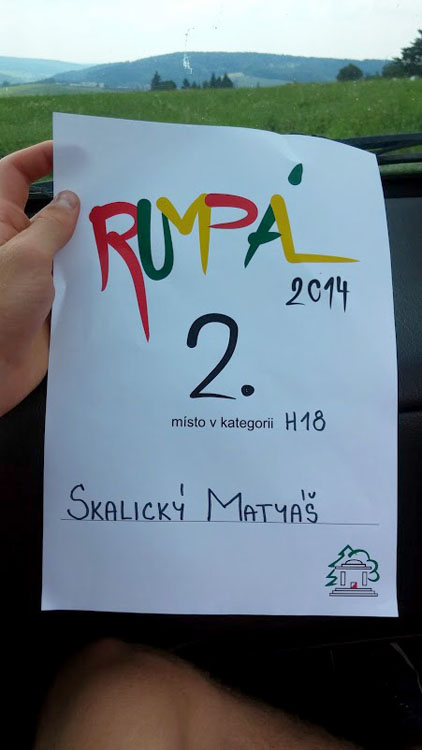 RUMPÁL
2014
2.
místo v kategorii H18
SKALICKÝ MATYÁŠ